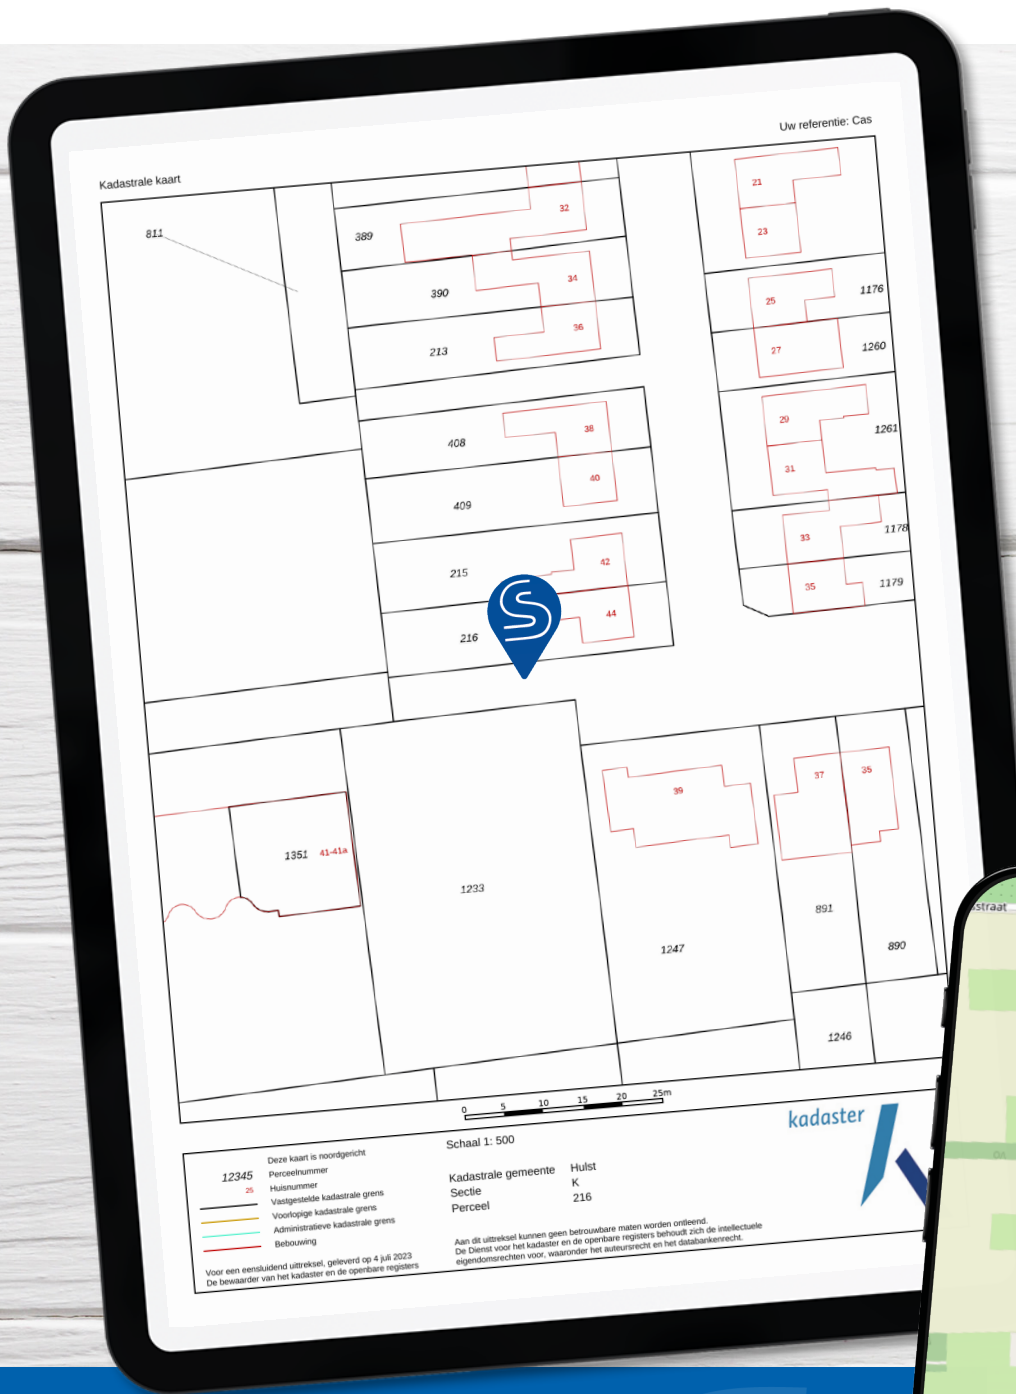 Uw referentie: Cas
Kadastrale kaart
811
389
32
390
34
213
36
408
38
409
40
215
42
216
44
21
23
25
1176
27
1260
29
1261
31
33
1178
35
1179
1351
41-41a
1233
39
1247
37
35
891
890
1246
0 5 10 15 20 25m
Schaal 1: 500
kadaster
12345
25
Deze kaart is noordgericht
Perceelnummer
Huisnummer
Vastgestelde kadastrale grens
Voorlopige kadastrale grens
Administratieve kadastrale grens
Bebouwing
Kadastrale gemeente Hulst
Sectie K
Perceel 216
Voor een eensluidend uittreksel, geleverd op 4 juli 2023
De bewaarder van het kadaster en de openbare registers
Aan dit uittreksel kunnen geen betrouwbare maten worden ontleend.
De Dienst voor het kadaster en de openbare registers behoudt zich de intellectuele
eigendomsrechten voor, waaronder het auteursrecht en het databankenrecht.
sstraat